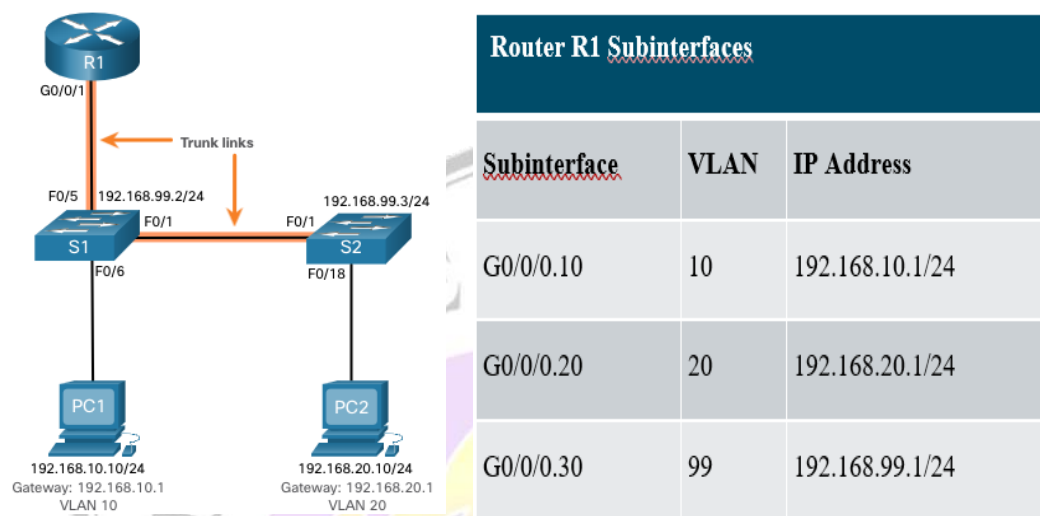 R1
G0/0/1
Trunk links
F0/5
192.168.99.2/24
192.168.99.3/24
F0/1
F0/1
S1
S2
F0/6
F0/18
PC1
PC2
192.168.10.10/24
Gateway: 192.168.10.1
VLAN 10
192.168.20.10/24
Gateway: 192.168.20.1
VLAN 20
Router R1 Subinterfaces
Subinterface VLAN IP Address
G0/0/0.10 10 192.168.10.1/24
G0/0/0.20 20 192.168.20.1/24
G0/0/0.30 99 192.168.99.1/24